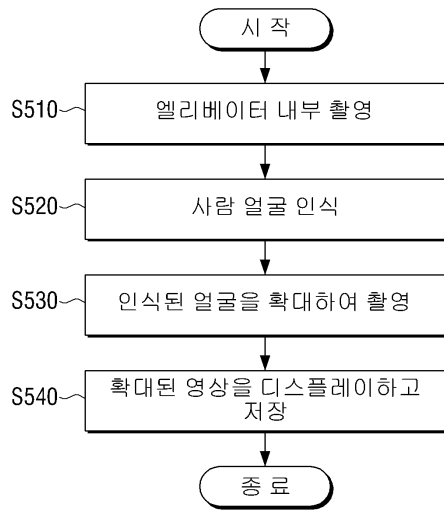 시 작
S510
엘리베이터 내부 촬영
S520
사람 얼굴 인식
S530
인식된 얼굴을 확대하여 촬영
S540
확대된 영상을 디스플레이하고
저장
종 료